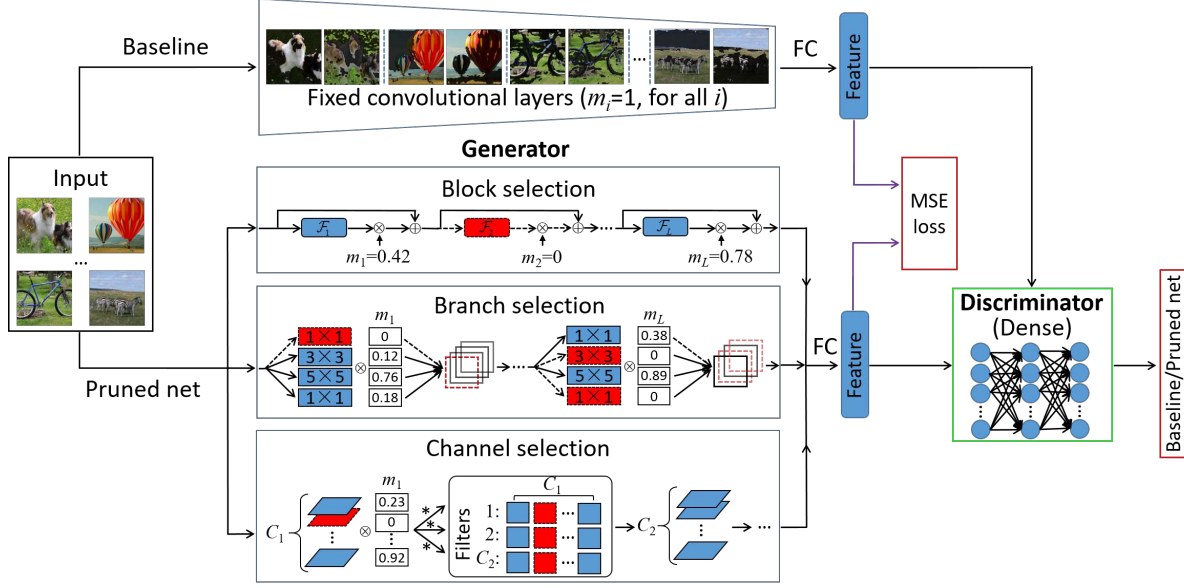 Baseline
Fixed convolutional layers (mᵢ=1, for all i)
...
FC
Feature
Generator
Input
...
Block selection
ℱ₁
⊗
⊕
⊗
⊕
...
ℱ_L
⊗
⊕
m₁=0.42
m₂=0
m_L=0.78
MSE
loss
Branch selection
m₁
m_L
1×1
0
3×3
0.12
5×5
⊗
0.76
1×1
0.18
...
1×1
0.38
3×3
0
5×5
⊗
0.89
1×1
0
Pruned net
FC
Feature
Discriminator
(Dense)
Baseline/Pruned net
Channel selection
C₁
⊗
m₁
0.23
0
0.92
*
*
*
Filters
C₁
1:
...
2:
...
C₂:
...
C₂
...